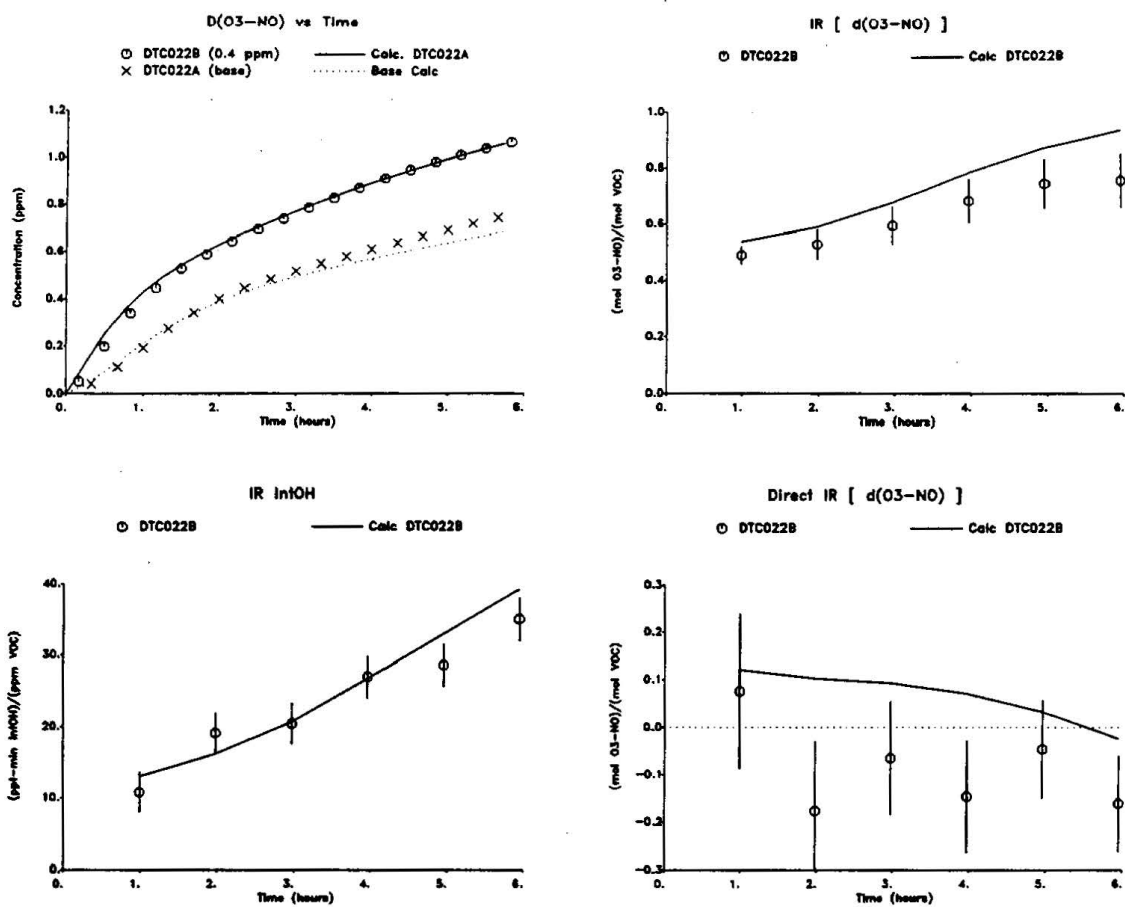 D(O3-NO) vs Time
DTC022B (0.4 ppm) Calc. DTC022A
DTC022A (base) Base Calc
1.2
1.0
0.8
0.6
0.4
0.2
0.0
Concentration (ppm)
0. 1. 2. 3. 4. 5. 6.
Time (hours)
IR [ d(O3-NO) ]
DTC022B Calc DTC022B
1.0
0.8
0.6
0.4
0.2
0.0
(mol O3-NO)/(mol VOC)
0. 1. 2. 3. 4. 5. 6.
Time (hours)
IR IntOH
DTC022B Calc DTC022B
40.
30.
20.
10.
0.
(ppt-min IntOH)/(ppm VOC)
0. 1. 2. 3. 4. 5. 6.
Time (hours)
Direct IR [ d(O3-NO) ]
DTC022B Calc DTC022B
0.3
0.2
0.1
0.0
-0.1
-0.2
-0.3
(mol O3-NO)/(mol VOC)
0. 1. 2. 3. 4. 5. 6.
Time (hours)